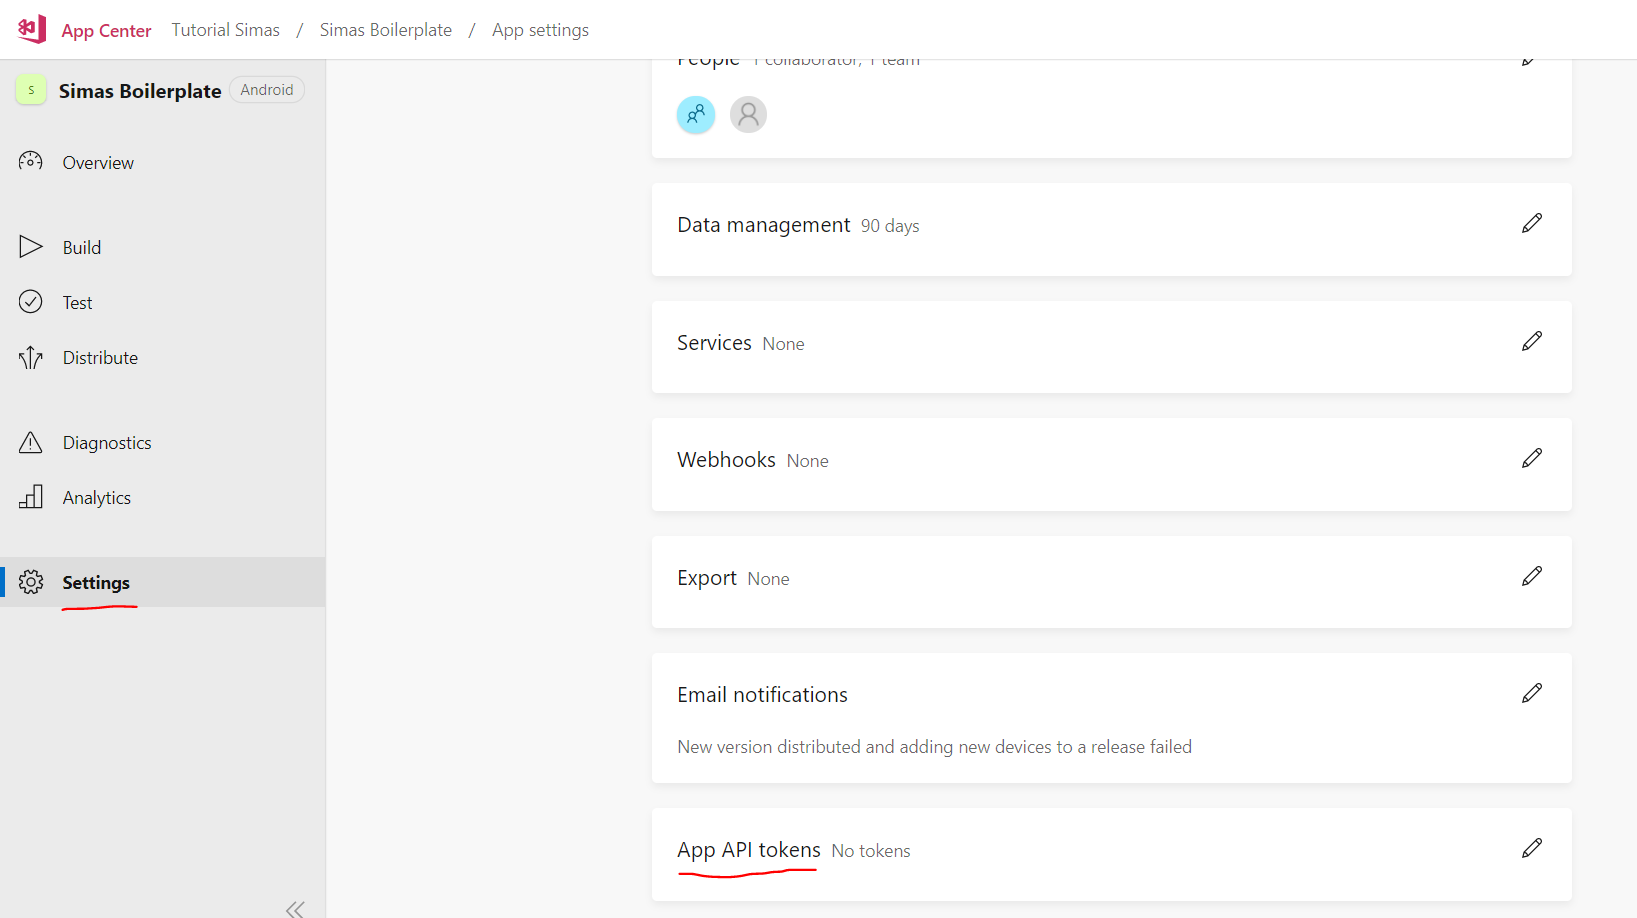 App Center Tutorial Simas / Simas Boilerplate / App settings
S Simas Boilerplate Android
Overview
Build
Test
Distribute
Diagnostics
Analytics
Settings
People 1 collaborator, 1 team
Data management 90 days
Services None
Webhooks None
Export None
Email notifications
New version distributed and adding new devices to a release failed
App API tokens No tokens